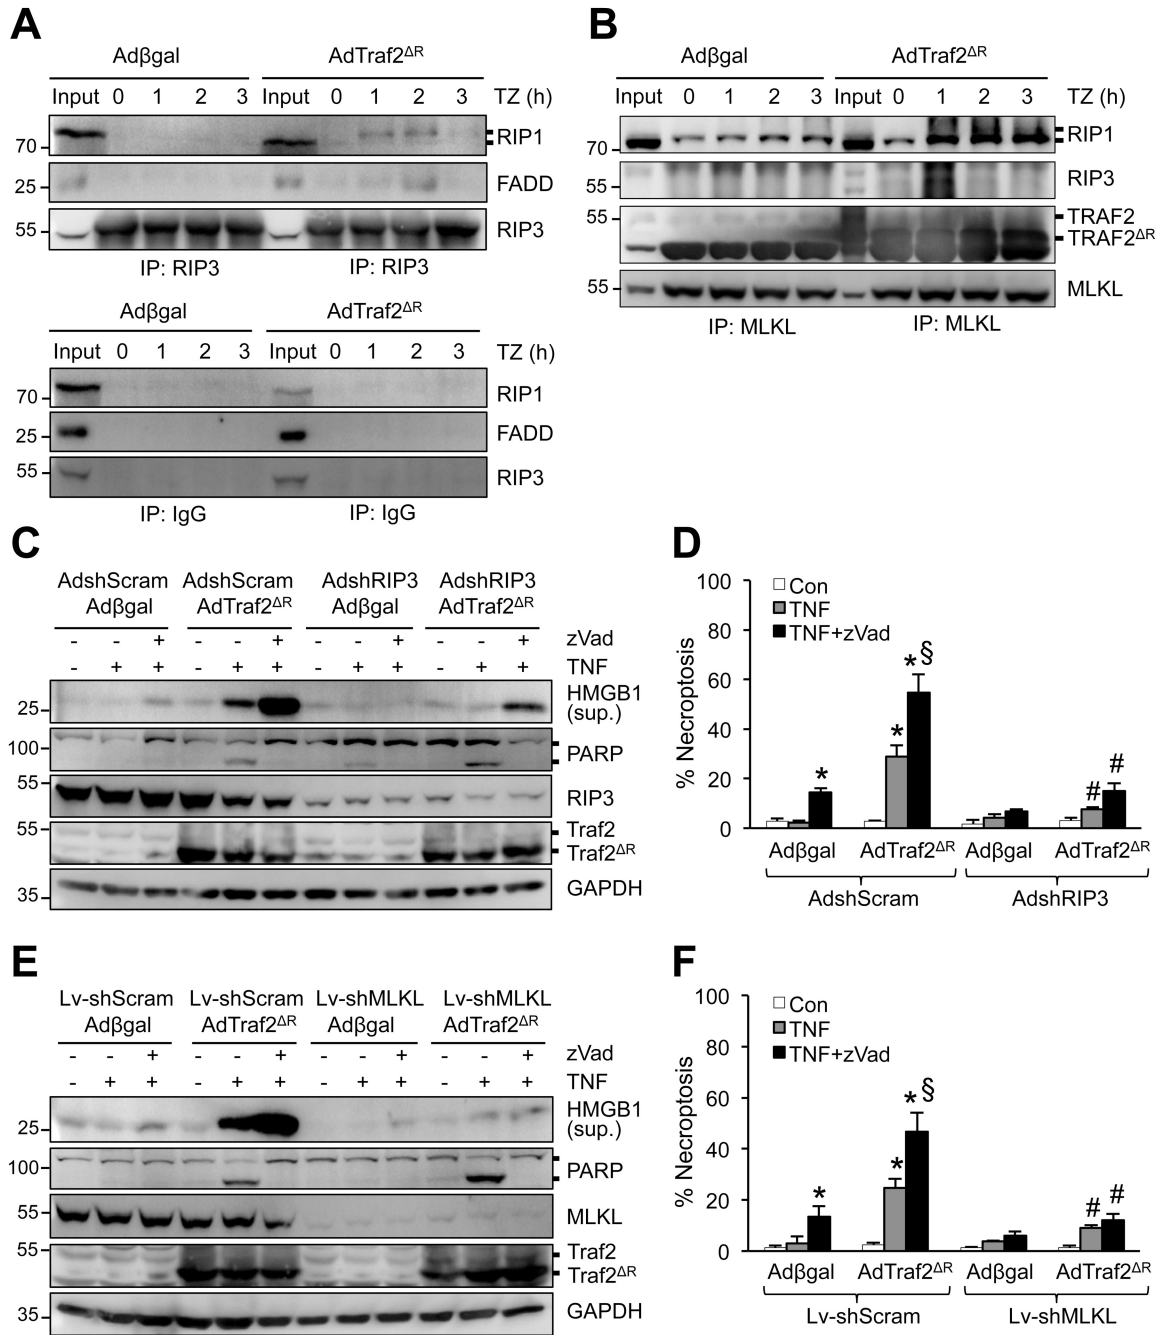 A
Adβgal AdTraf2ΔR
Input 0 1 2 3 Input 0 1 2 3 TZ (h)
70 RIP1
25 FADD
55 RIP3
IP: RIP3 IP: RIP3
Adβgal AdTraf2ΔR
Input 0 1 2 3 Input 0 1 2 3 TZ (h)
70 RIP1
25 FADD
55 RIP3
IP: IgG IP: IgG
B
Adβgal AdTraf2ΔR
Input 0 1 2 3 Input 0 1 2 3 TZ (h)
70 RIP1
55 RIP3
55 TRAF2
TRAF2ΔR
55 MLKL
IP: MLKL IP: MLKL
C
AdshScram AdshScram AdshRIP3 AdshRIP3
Adβgal AdTraf2ΔR Adβgal AdTraf2ΔR
- - + - - + - - + - - + zVad
- + + - + + - + + - + + TNF
HMGB1
25 (sup.)
100 PARP
55 RIP3
55 Traf2
Traf2ΔR
35 GAPDH
D
% Necroptosis
100
80
60
40
20
0
Con
TNF
TNF+zVad
* * *§ # #
Adβgal AdTraf2ΔR Adβgal AdTraf2ΔR
AdshScram AdshRIP3
E
Lv-shScram Lv-shScram Lv-shMLKL Lv-shMLKL
Adβgal AdTraf2ΔR Adβgal AdTraf2ΔR
- - + - - + - - + - - + zVad
- + + - + + - + + - + + TNF
HMGB1
25 (sup.)
100 PARP
55 MLKL
55 Traf2
Traf2ΔR
35 GAPDH
F
% Necroptosis
100
80
60
40
20
0
Con
TNF
TNF+zVad
* * *§ # #
Adβgal AdTraf2ΔR Adβgal AdTraf2ΔR
Lv-shScram Lv-shMLKL